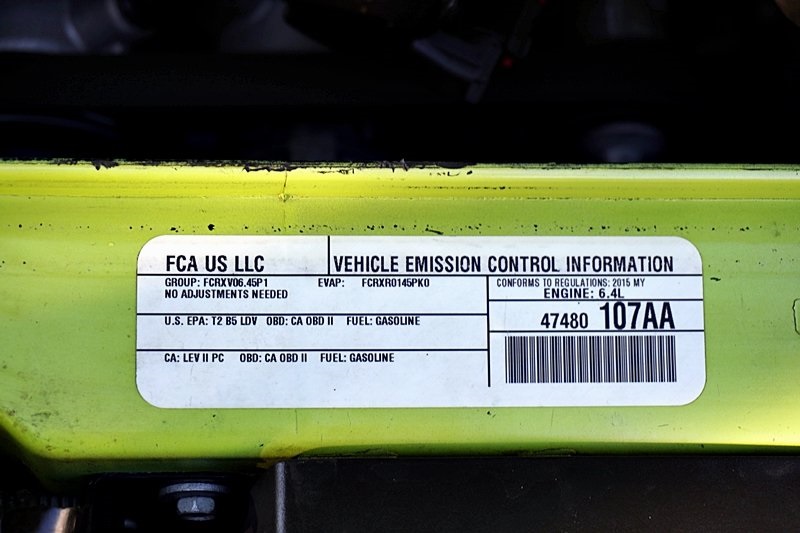 FCA US LLC VEHICLE EMISSION CONTROL INFORMATION
GROUP: FCRXV06.45P1 EVAP: FCRXR0145PK0
NO ADJUSTMENTS NEEDED
CONFORMS TO REGULATIONS: 2015 MY
ENGINE: 6.4L
U.S. EPA: T2 B5 LDV OBD: CA OBD II FUEL: GASOLINE
47480 107AA
CA: LEV II PC OBD: CA OBD II FUEL: GASOLINE